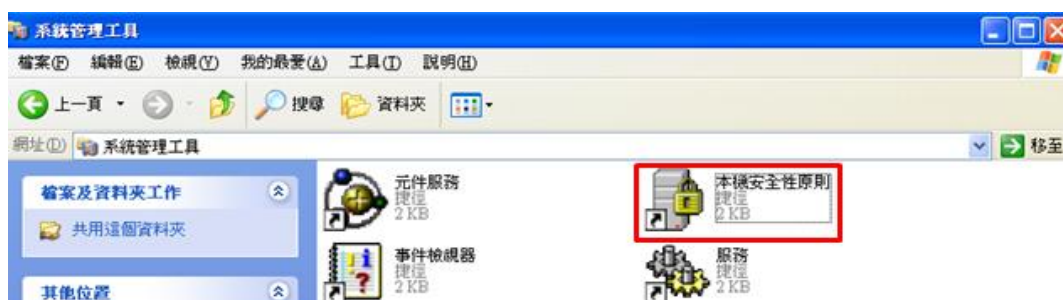 系統管理工具
檔案(F) 編輯(E) 檢視(V) 我的最愛(A) 工具(T) 說明(H)
上一頁 搜尋 資料夾
網址(D) 系統管理工具 移至
檔案及資料夾工作
共用這個資料夾
其他位置
元件服務
捷徑
2 KB
本機安全性原則
捷徑
2 KB
事件檢視器
捷徑
2 KB
服務
捷徑
2 KB